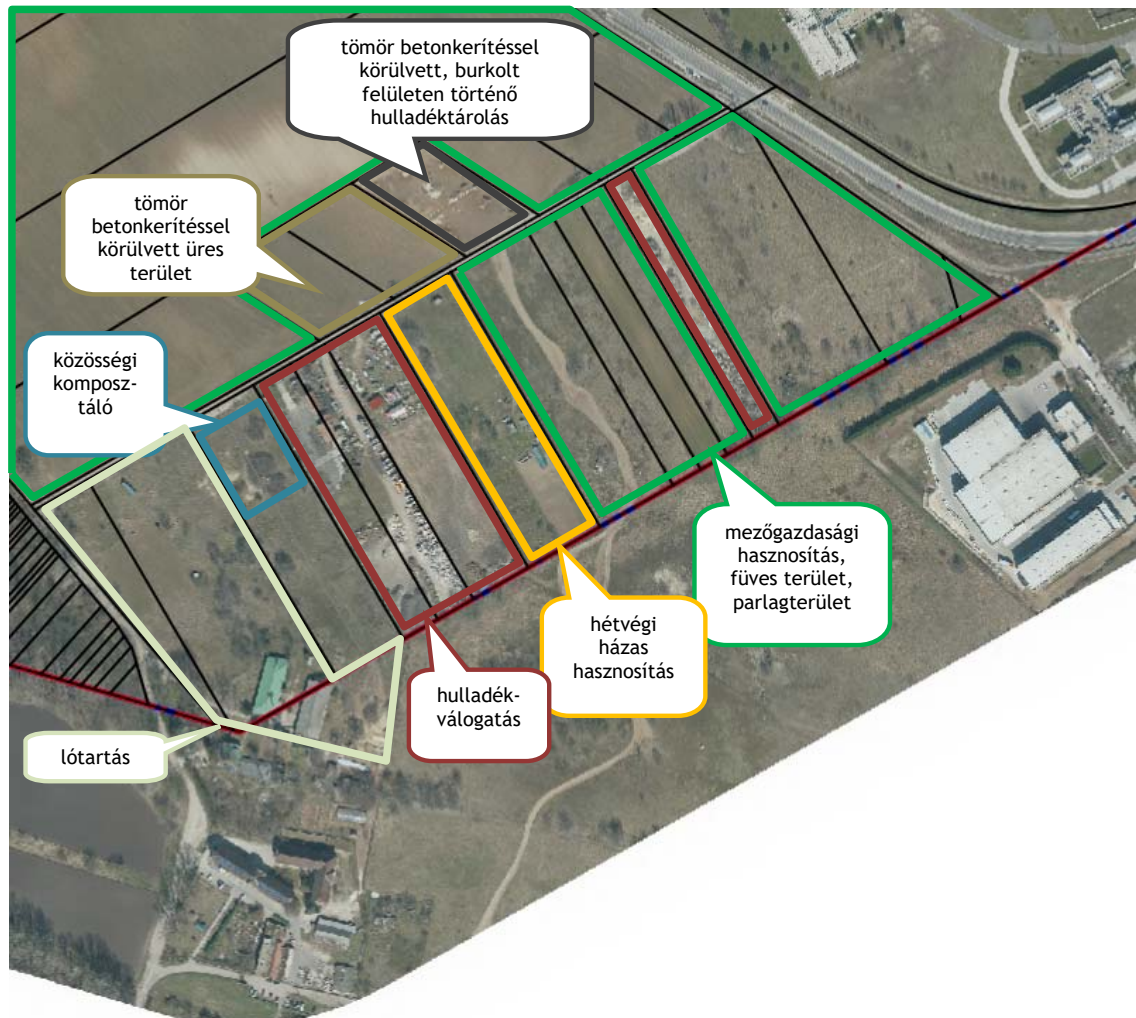 tömör betonkerítéssel
körülvett, burkolt
felületen történő
hulladéktárolás
tömör
betonkerítéssel
körülvett üres
terület
közösségi
komposz-
táló
mezőgazdasági
hasznosítás,
füves terület,
parlagterület
hétvégi
házas
hasznosítás
hulladék-
válogatás
lótartás